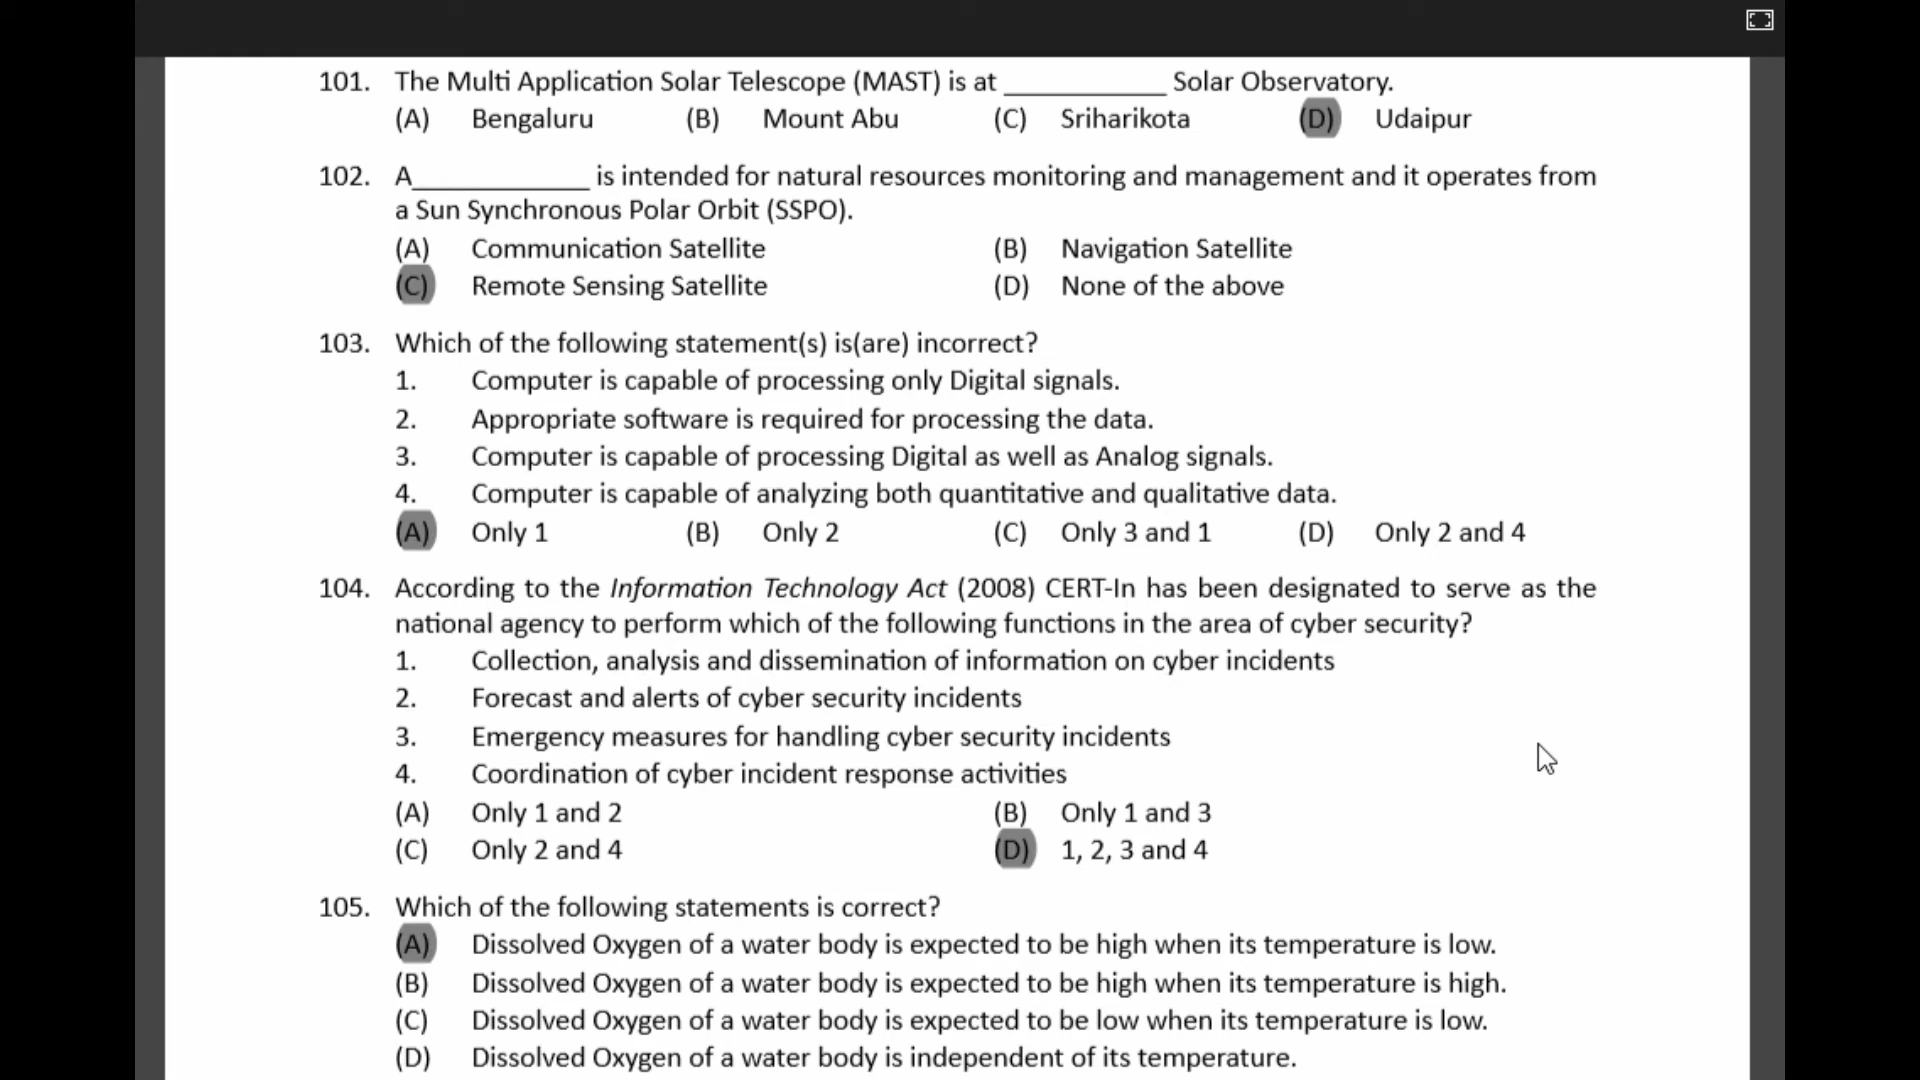 101. The Multi Application Solar Telescope (MAST) is at ____________ Solar Observatory.
(A) Bengaluru (B) Mount Abu (C) Sriharikota (D) Udaipur
102. A_____________ is intended for natural resources monitoring and management and it operates from
a Sun Synchronous Polar Orbit (SSPO).
(A) Communication Satellite (B) Navigation Satellite
(C) Remote Sensing Satellite (D) None of the above
103. Which of the following statement(s) is(are) incorrect?
1. Computer is capable of processing only Digital signals.
2. Appropriate software is required for processing the data.
3. Computer is capable of processing Digital as well as Analog signals.
4. Computer is capable of analyzing both quantitative and qualitative data.
(A) Only 1 (B) Only 2 (C) Only 3 and 1 (D) Only 2 and 4
104. According to the Information Technology Act (2008) CERT-In has been designated to serve as the
national agency to perform which of the following functions in the area of cyber security?
1. Collection, analysis and dissemination of information on cyber incidents
2. Forecast and alerts of cyber security incidents
3. Emergency measures for handling cyber security incidents
4. Coordination of cyber incident response activities
(A) Only 1 and 2 (B) Only 1 and 3
(C) Only 2 and 4 (D) 1, 2, 3 and 4
105. Which of the following statements is correct?
(A) Dissolved Oxygen of a water body is expected to be high when its temperature is low.
(B) Dissolved Oxygen of a water body is expected to be high when its temperature is high.
(C) Dissolved Oxygen of a water body is expected to be low when its temperature is low.
(D) Dissolved Oxygen of a water body is independent of its temperature.